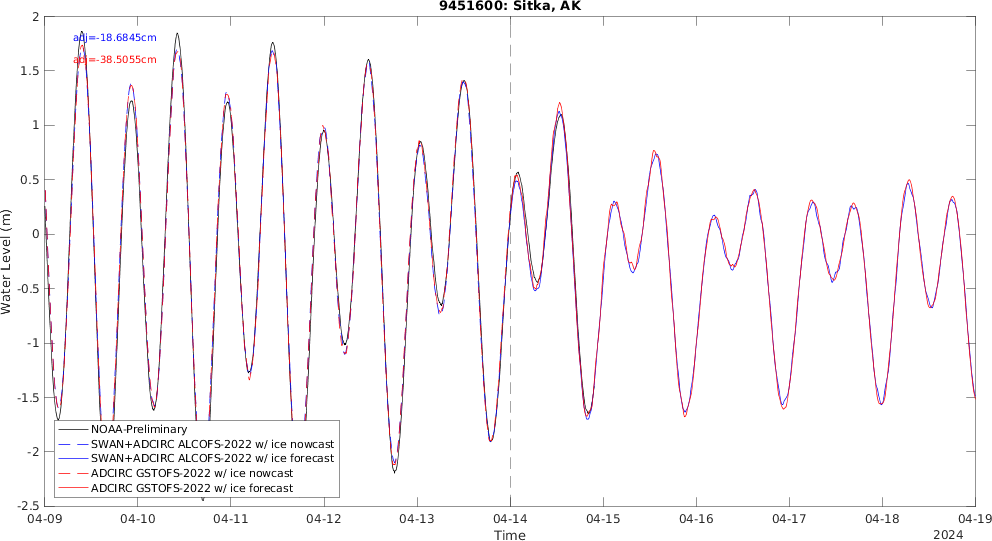 9451600: Sitka, AK
adj=-18.6845cm
adj=-38.5055cm
Water Level (m)
2
1.5
1
0.5
0
-0.5
-1
-1.5
-2
-2.5
NOAA-Preliminary
SWAN+ADCIRC ALCOFS-2022 w/ ice nowcast
SWAN+ADCIRC ALCOFS-2022 w/ ice forecast
ADCIRC GSTOFS-2022 w/ ice nowcast
ADCIRC GSTOFS-2022 w/ ice forecast
04-09 04-10 04-11 04-12 04-13 04-14 04-15 04-16 04-17 04-18 04-19
Time
2024